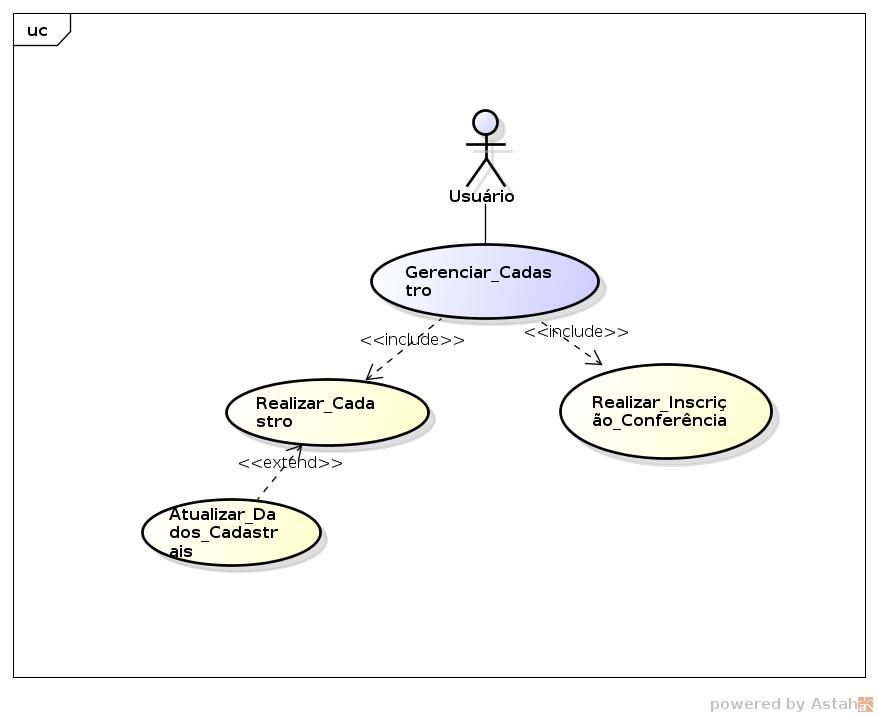 uc
Usuário
Gerenciar_Cadas
tro
<<include>>
<<include>>
Realizar_Cada
stro
Realizar_Inscriç
ão_Conferência
<<extend>>
Atualizar_Da
dos_Cadastr
ais
powered by Astah